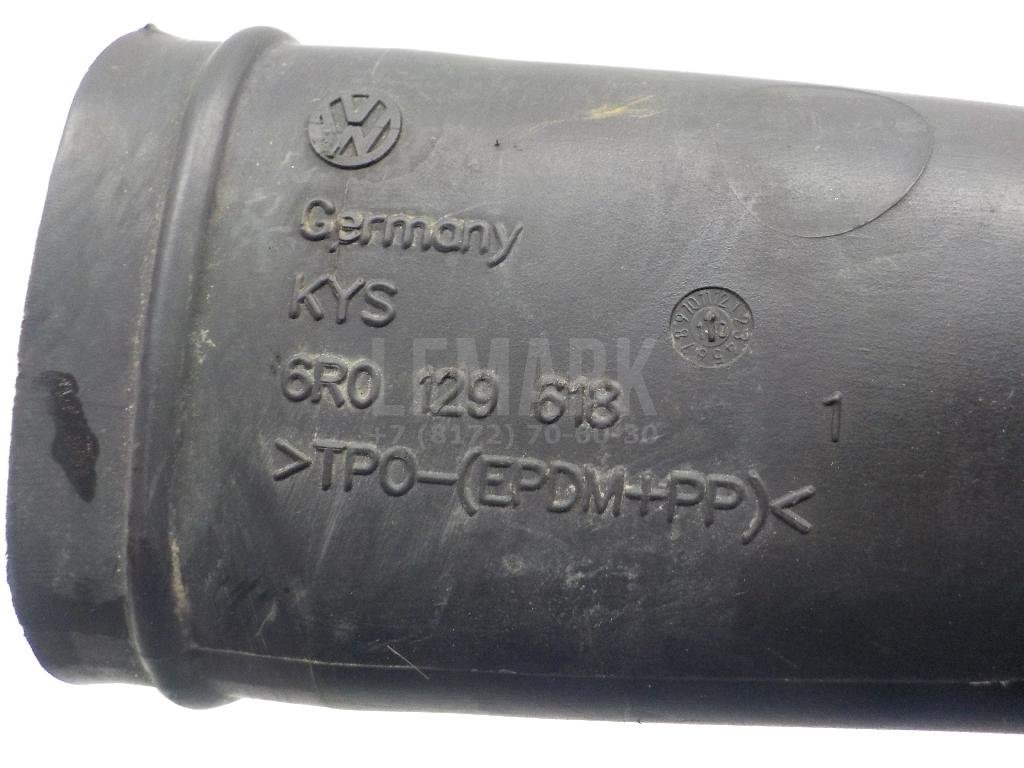 Germany
KYS
6R0 129 618 1
>TPO-(EPDM+PP)<
LEMARK
+7 (8172) 70-60-30